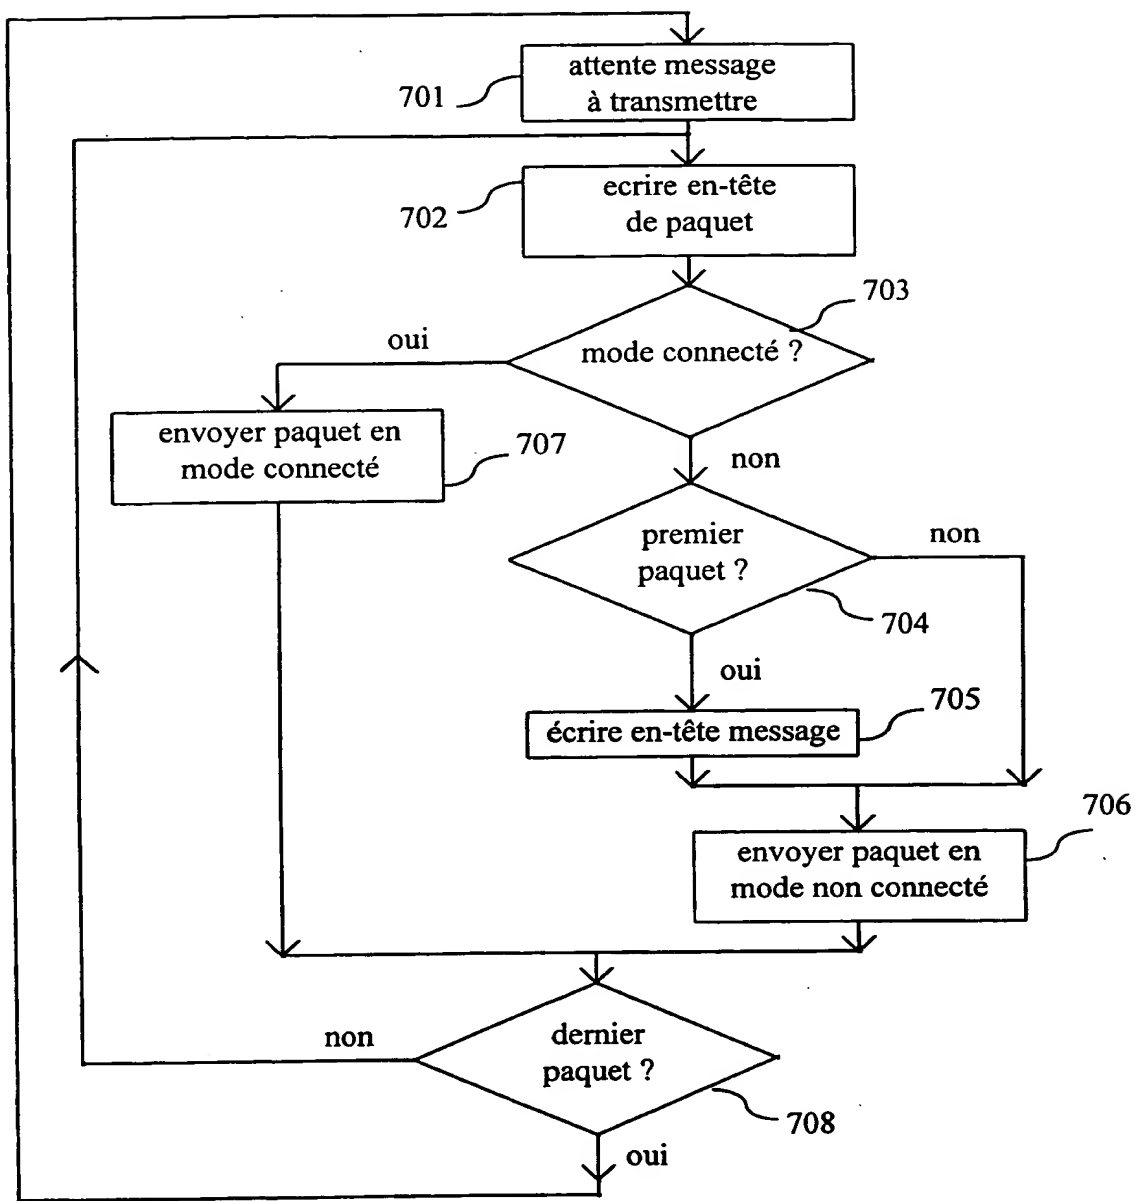 attente message
à transmettre
701
ecrire en-tête
de paquet
702
703
mode connecté ?
oui
non
envoyer paquet en
mode connecté
707
premier
paquet ?
non
704
oui
705
écrire en-tête message
706
envoyer paquet en
mode non connecté
dernier
paquet ?
non
708
oui